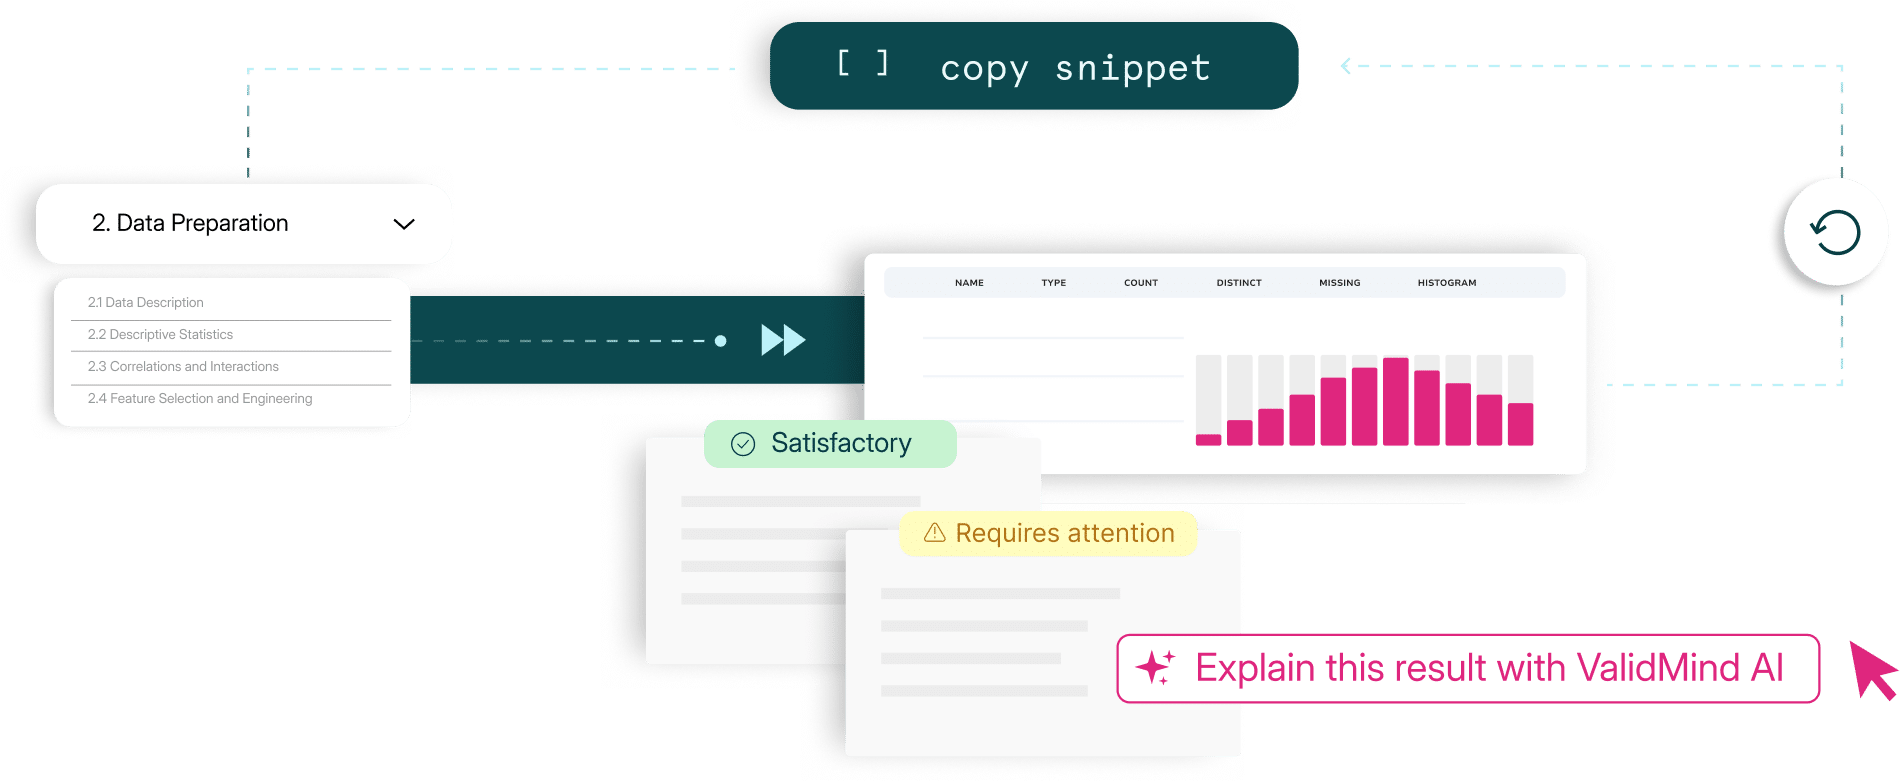 [ ] copy snippet
2. Data Preparation
2.1 Data Description
2.2 Descriptive Statistics
2.3 Correlations and Interactions
2.4 Feature Selection and Engineering
NAME TYPE COUNT DISTINCT MISSING HISTOGRAM
Satisfactory
Requires attention
Explain this result with ValidMind AI